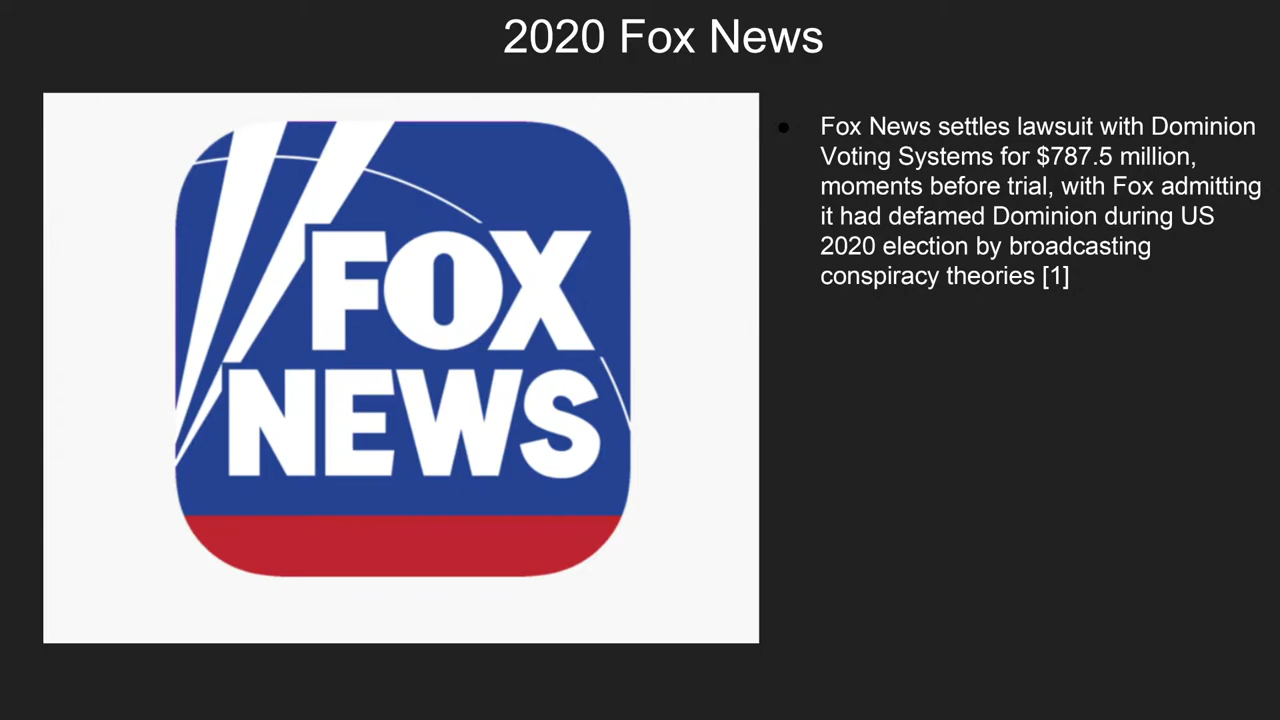 2020 Fox News
FOX
NEWS
● Fox News settles lawsuit with Dominion
Voting Systems for $787.5 million,
moments before trial, with Fox admitting
it had defamed Dominion during US
2020 election by broadcasting
conspiracy theories [1]